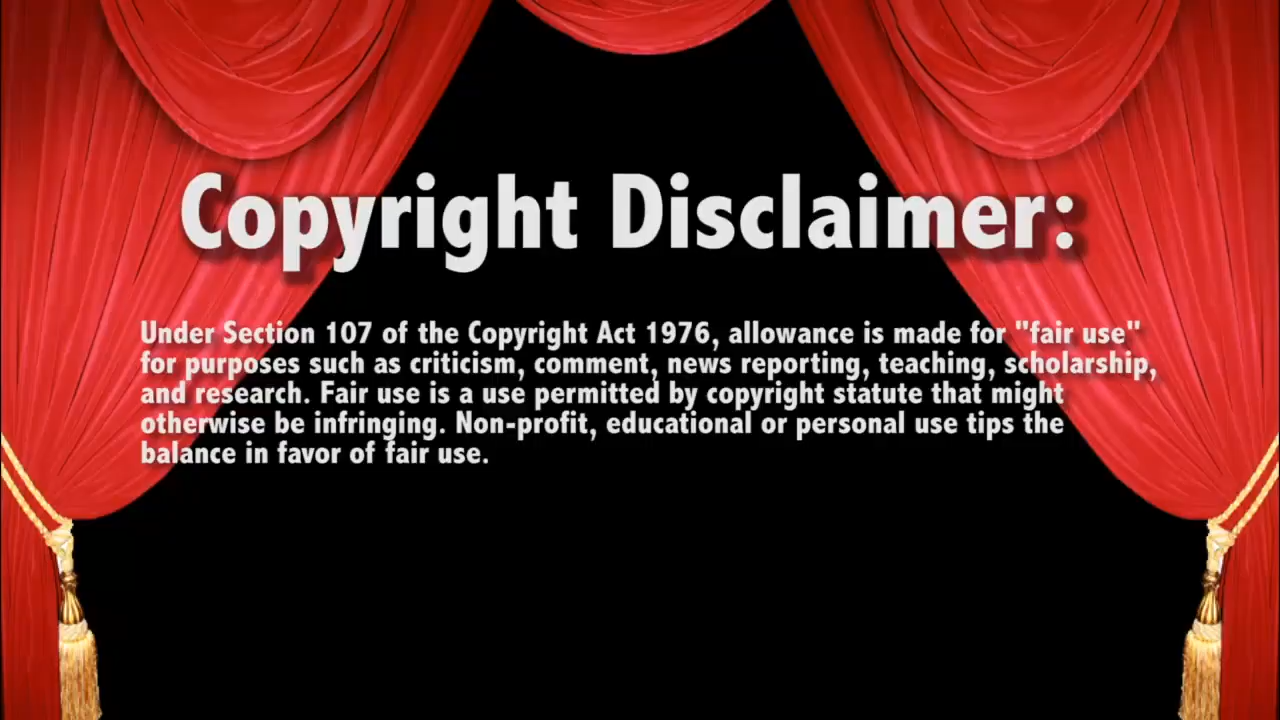 Copyright Disclaimer:
Under Section 107 of the Copyright Act 1976, allowance is made for "fair use"
for purposes such as criticism, comment, news reporting, teaching, scholarship,
and research. Fair use is a use permitted by copyright statute that might
otherwise be infringing. Non-profit, educational or personal use tips the
balance in favor of fair use.